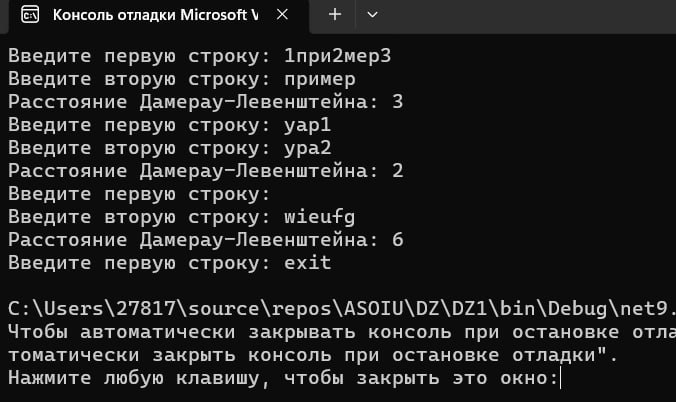 Консоль отладки Microsoft V
Введите первую строку: 1при2мер3
Введите вторую строку: пример
Расстояние Дамерау-Левенштейна: 3
Введите первую строку: уар1
Введите вторую строку: ура2
Расстояние Дамерау-Левенштейна: 2
Введите первую строку:
Введите вторую строку: wieufg
Расстояние Дамерау-Левенштейна: 6
Введите первую строку: exit
C:\Users\27817\source\repos\ASOIU\DZ\DZ1\bin\Debug\net9.
Чтобы автоматически закрывать консоль при остановке отла
томатически закрыть консоль при остановке отладки".
Нажмите любую клавишу, чтобы закрыть это окно: